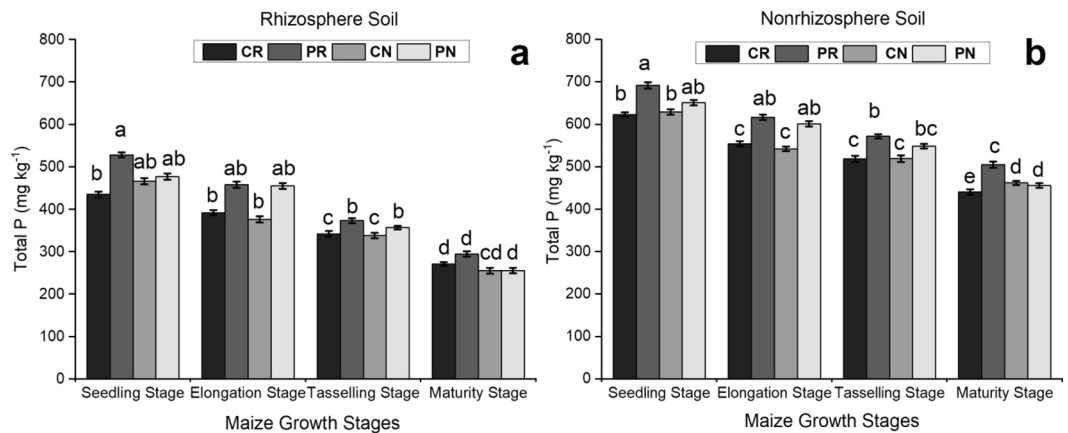 Rhizosphere Soil
CR PR CN PN
a
800
700
600
500
400
300
200
100
0
Total P (mg kg-1)
b a ab ab
b ab b ab
c b c b
d d cd d
Seedling Stage Elongation Stage Tasselling Stage Maturity Stage
Maize Growth Stages
Nonrhizosphere Soil
CR PR CN PN
b
800
700
600
500
400
300
200
100
0
Total P (mg kg-1)
b a b ab
c ab c ab
c b c bc
e c d d
Seedling Stage Elongation Stage Tasselling Stage Maturity Stage
Maize Growth Stages